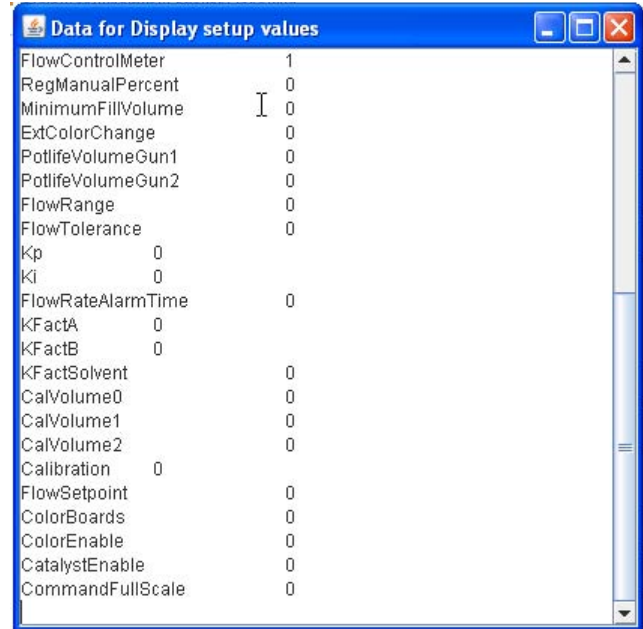 Data for Display setup values
FlowControlMeter 1
RegManualPercent 0
MinimumFillVolume 0
ExtColorChange 0
PotlifeVolumeGun1 0
PotlifeVolumeGun2 0
FlowRange 0
FlowTolerance 0
Kp 0
Ki 0
FlowRateAlarmTime 0
KFactA 0
KFactB 0
KFactSolvent 0
CalVolume0 0
CalVolume1 0
CalVolume2 0
Calibration 0
FlowSetpoint 0
ColorBoards 0
ColorEnable 0
CatalystEnable 0
CommandFullScale 0